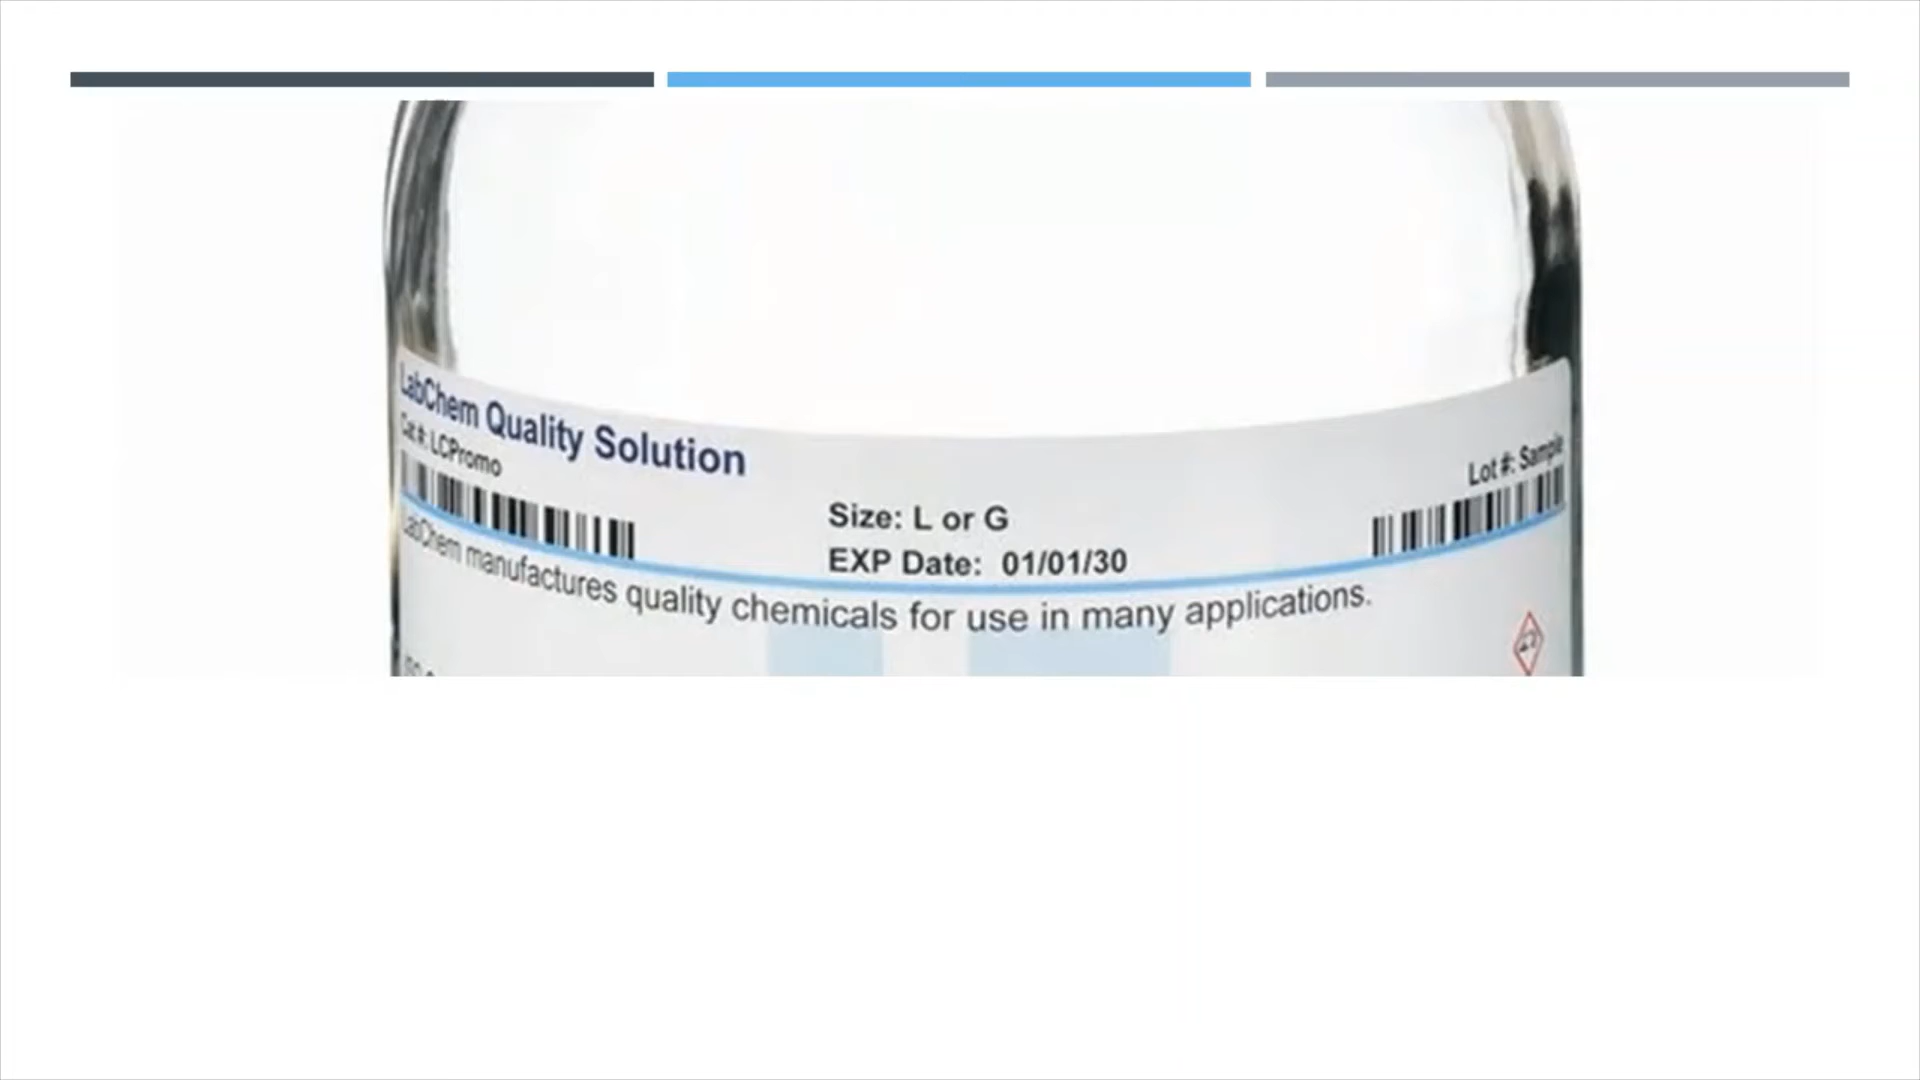 LabChem Quality Solution
Cat #: LCPromo
Lot #: Sample
Size: L or G
EXP Date: 01/01/30
LabChem manufactures quality chemicals for use in many applications.